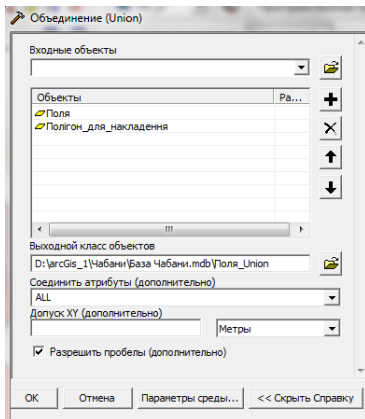 Объединение (Union)
Входные объекты
Объекты Ра...
Поля
Полігон_для_накладення
Выходной класс объектов
D:\arcGis_1\Чабани\База Чабани.mdb\Поля_Union
Соединить атрибуты (дополнительно)
ALL
Допуск XY (дополнительно)
Метры
Разрешить пробелы (дополнительно)
OK Отмена Параметры среды... << Скрыть Справку